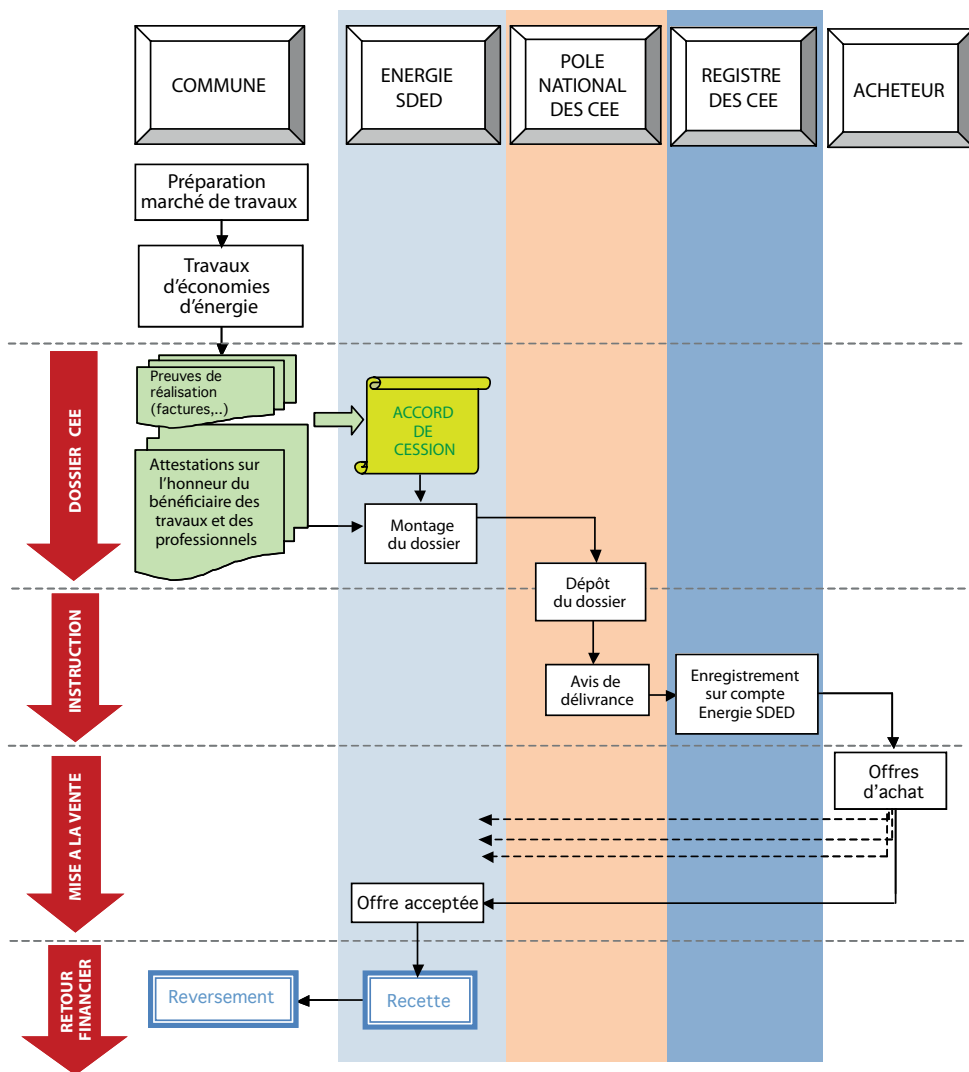 COMMUNE
ENERGIE
SDED
POLE
NATIONAL
DES CEE
REGISTRE
DES CEE
ACHETEUR
Préparation
marché de travaux
Travaux
d’économies
d’énergie
DOSSIER CEE
Preuves de
réalisation
(factures,..)
ACCORD
DE
CESSION
Attestations sur
l’honneur du
bénéficiaire des
travaux et des
professionnels
Montage
du dossier
Dépôt
du dossier
INSTRUCTION
Avis de
délivrance
Enregistrement
sur compte
Energie SDED
MISE A LA VENTE
Offres
d’achat
Offre acceptée
RETOUR
FINANCIER
Reversement
Recette